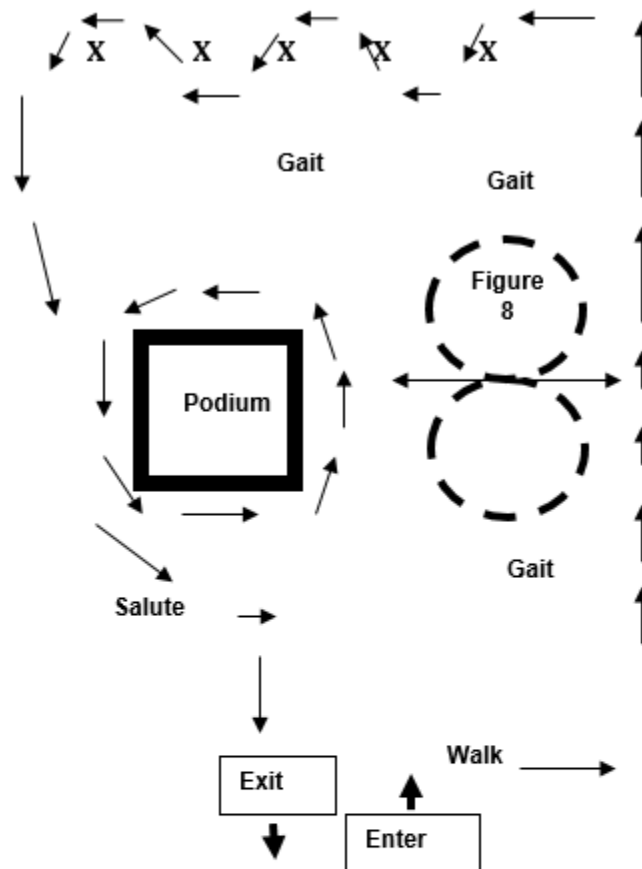 X X X X X
Gait
Gait
Figure
8
Podium
Gait
Salute
Walk
Exit
Enter